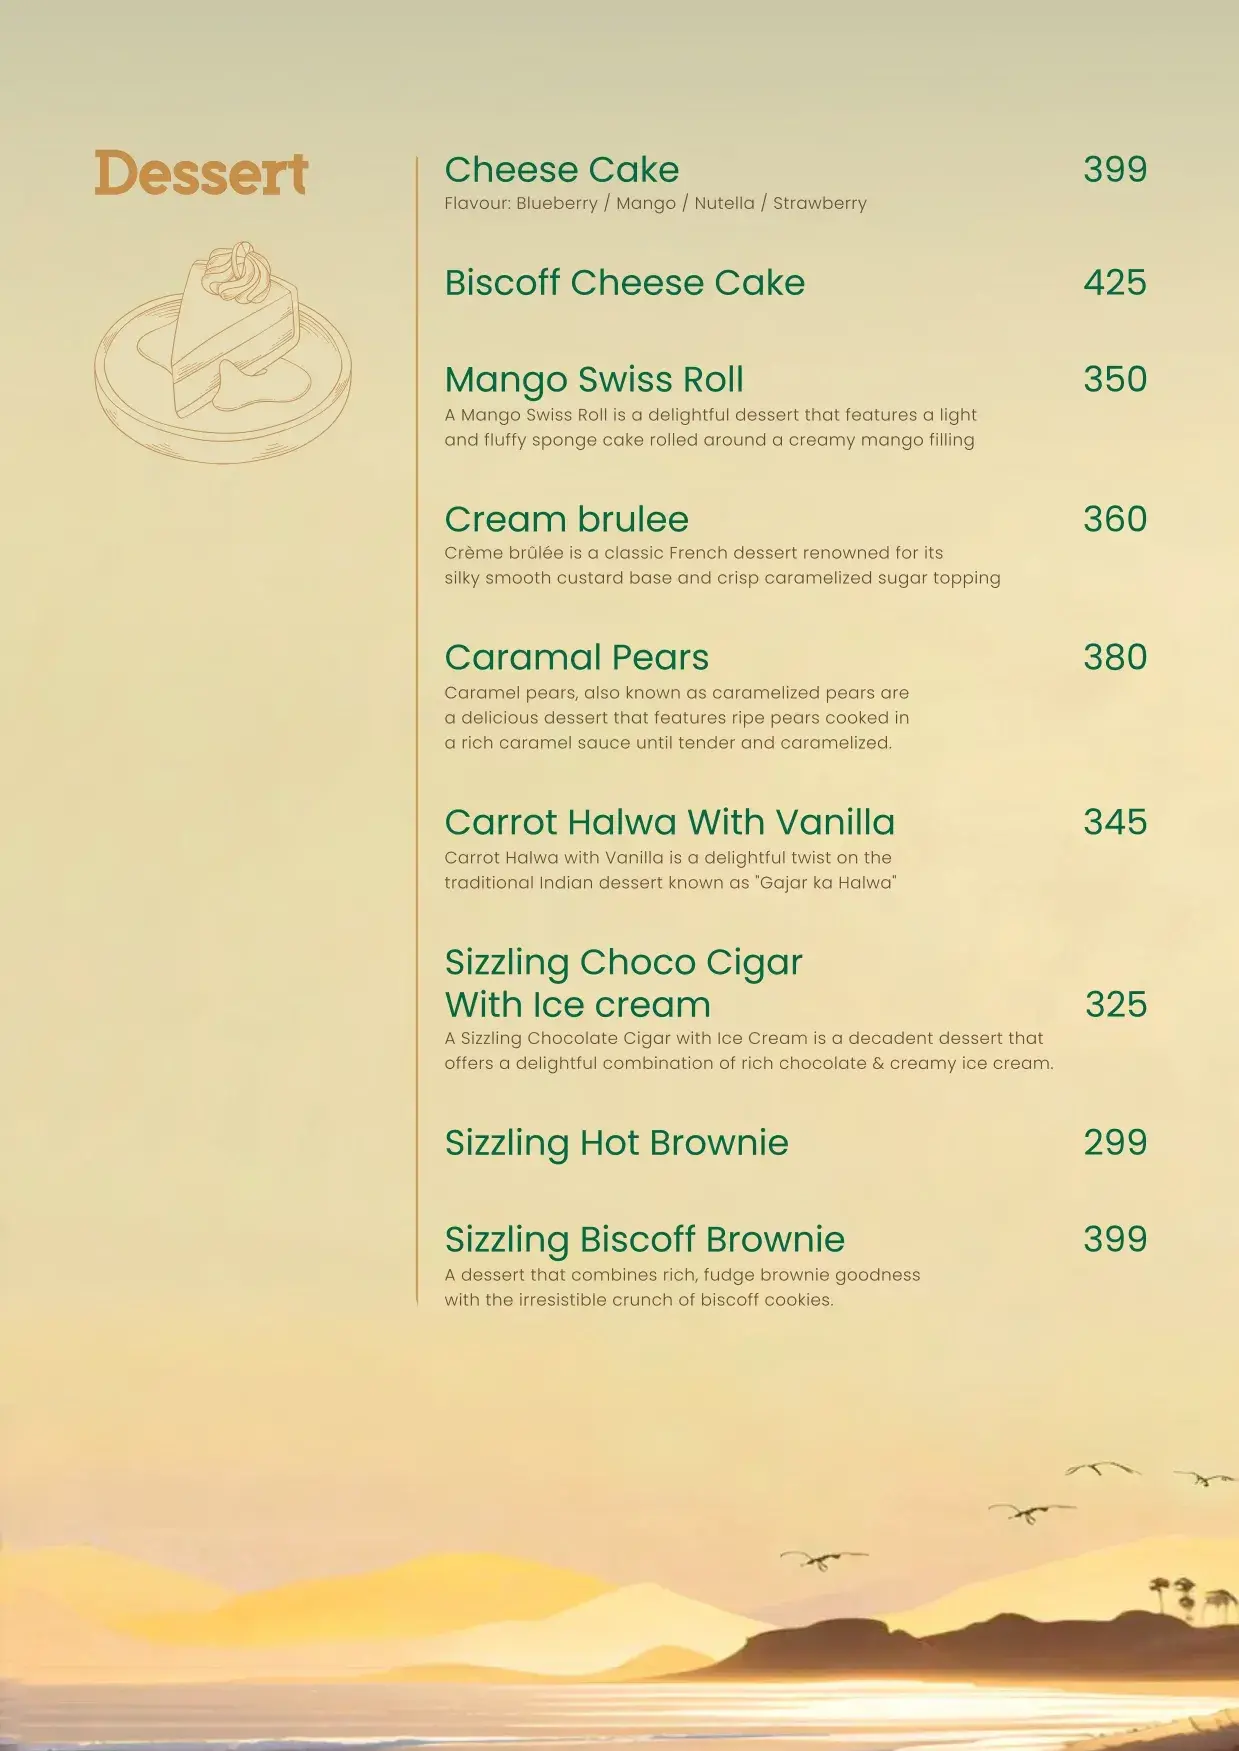 Dessert
Cheese Cake 399
Flavour: Blueberry / Mango / Nutella / Strawberry
Biscoff Cheese Cake 425
Mango Swiss Roll 350
A Mango Swiss Roll is a delightful dessert that features a light
and fluffy sponge cake rolled around a creamy mango filling
Cream brulee 360
Crème brûlée is a classic French dessert renowned for its
silky smooth custard base and crisp caramelized sugar topping
Caramal Pears 380
Caramel pears, also known as caramelized pears are
a delicious dessert that features ripe pears cooked in
a rich caramel sauce until tender and caramelized.
Carrot Halwa With Vanilla 345
Carrot Halwa with Vanilla is a delightful twist on the
traditional Indian dessert known as "Gajar ka Halwa"
Sizzling Choco Cigar
With Ice cream 325
A Sizzling Chocolate Cigar with Ice Cream is a decadent dessert that
offers a delightful combination of rich chocolate & creamy ice cream.
Sizzling Hot Brownie 299
Sizzling Biscoff Brownie 399
A dessert that combines rich, fudge brownie goodness
with the irresistible crunch of biscoff cookies.